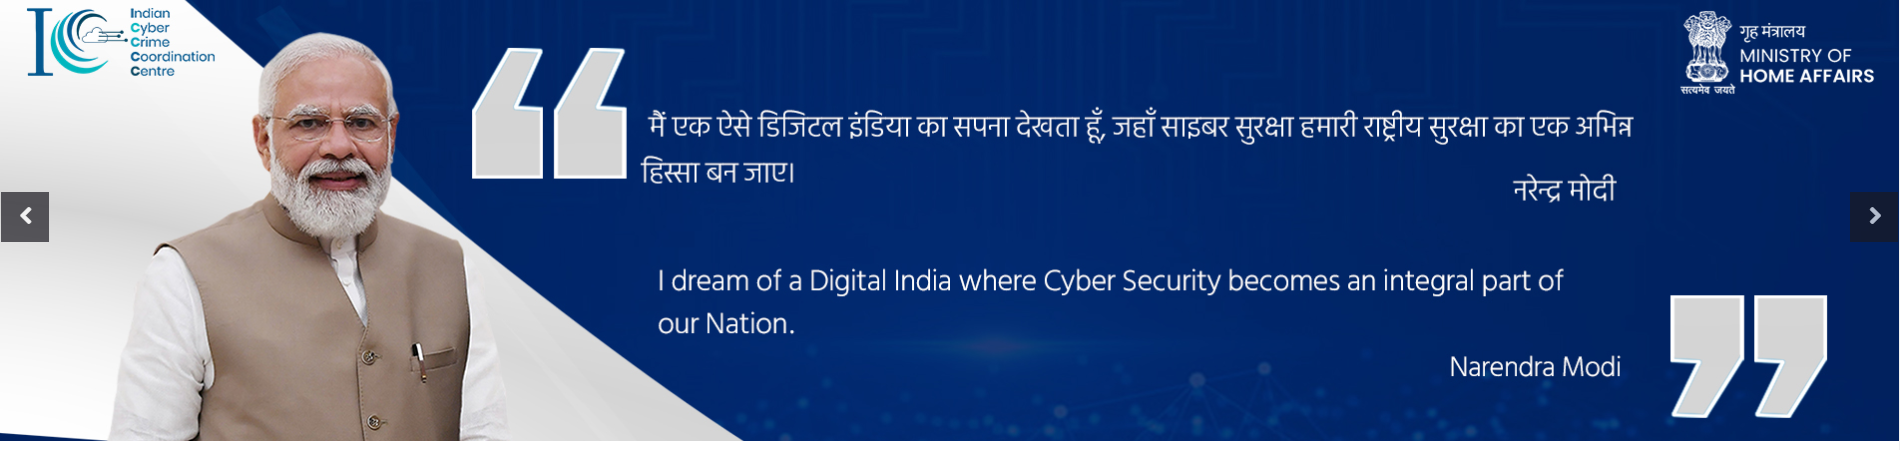 Indian
Cyber
Crime
Coordination
Centre
गृह मंत्रालय
MINISTRY OF
HOME AFFAIRS
सत्यमेव जयते
मैं एक ऐसे डिजिटल इंडिया का सपना देखता हूँ, जहाँ साइबर सुरक्षा हमारी राष्ट्रीय सुरक्षा का एक अभिन्न
हिस्सा बन जाए।
नरेन्द्र मोदी
I dream of a Digital India where Cyber Security becomes an integral part of
our Nation.
Narendra Modi